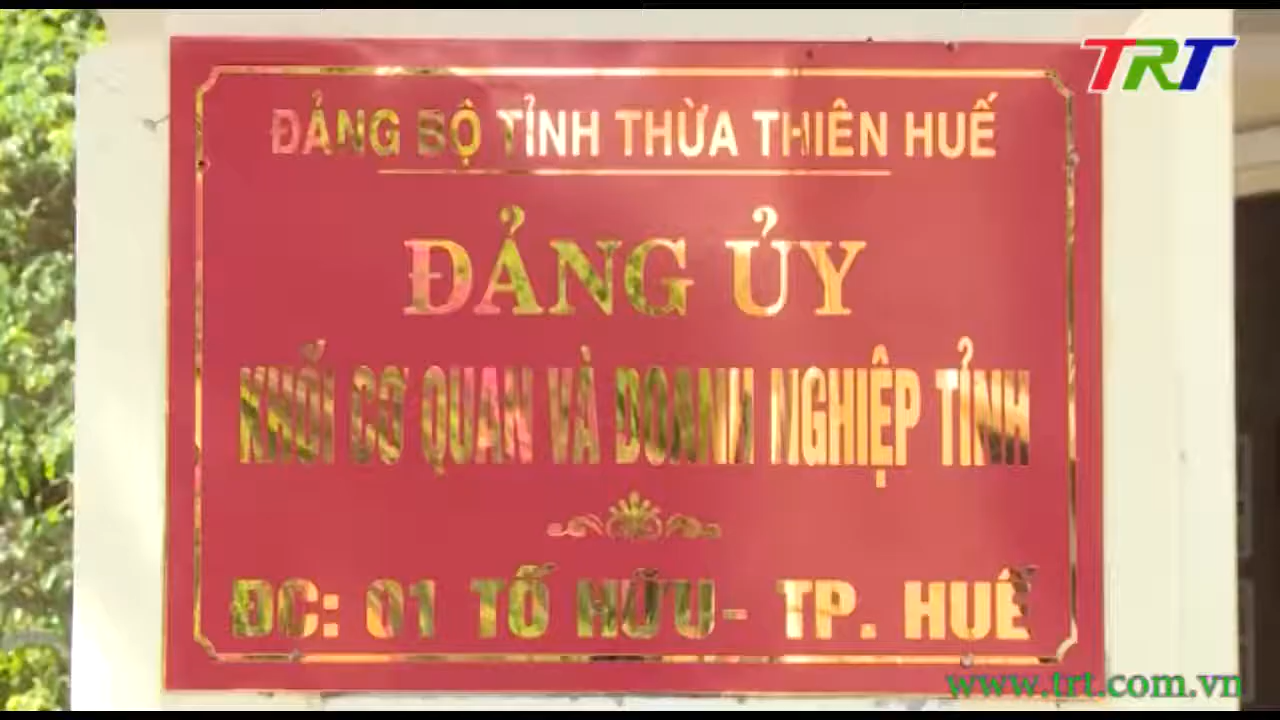 TRT
ĐẢNG BỘ TỈNH THỪA THIÊN HUẾ
ĐẢNG ỦY
KHỐI CƠ QUAN VÀ DOANH NGHIỆP TỈNH
ĐC: 01 TỐ HỮU- TP. HUẾ
www.trt.com.vn